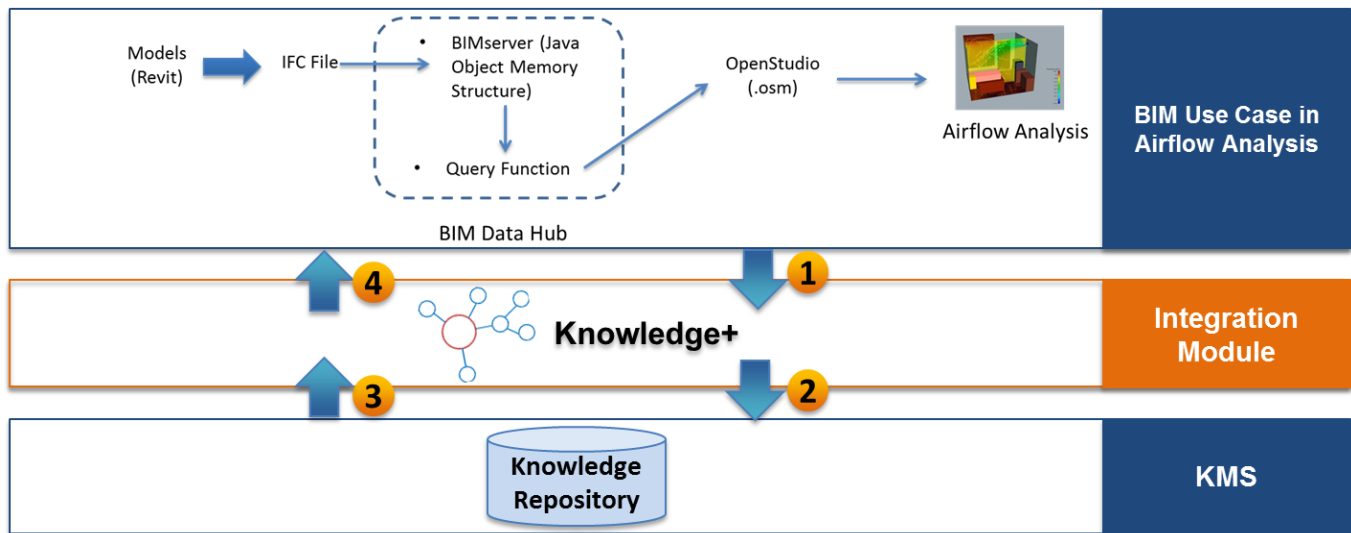 Models
(Revit)
IFC File
• BIMserver (Java
Object Memory
Structure)
• Query Function
BIM Data Hub
OpenStudio
(.osm)
Airflow Analysis
BIM Use Case in
Airflow Analysis
4
1
Knowledge+
Integration
Module
3
2
Knowledge
Repository
KMS